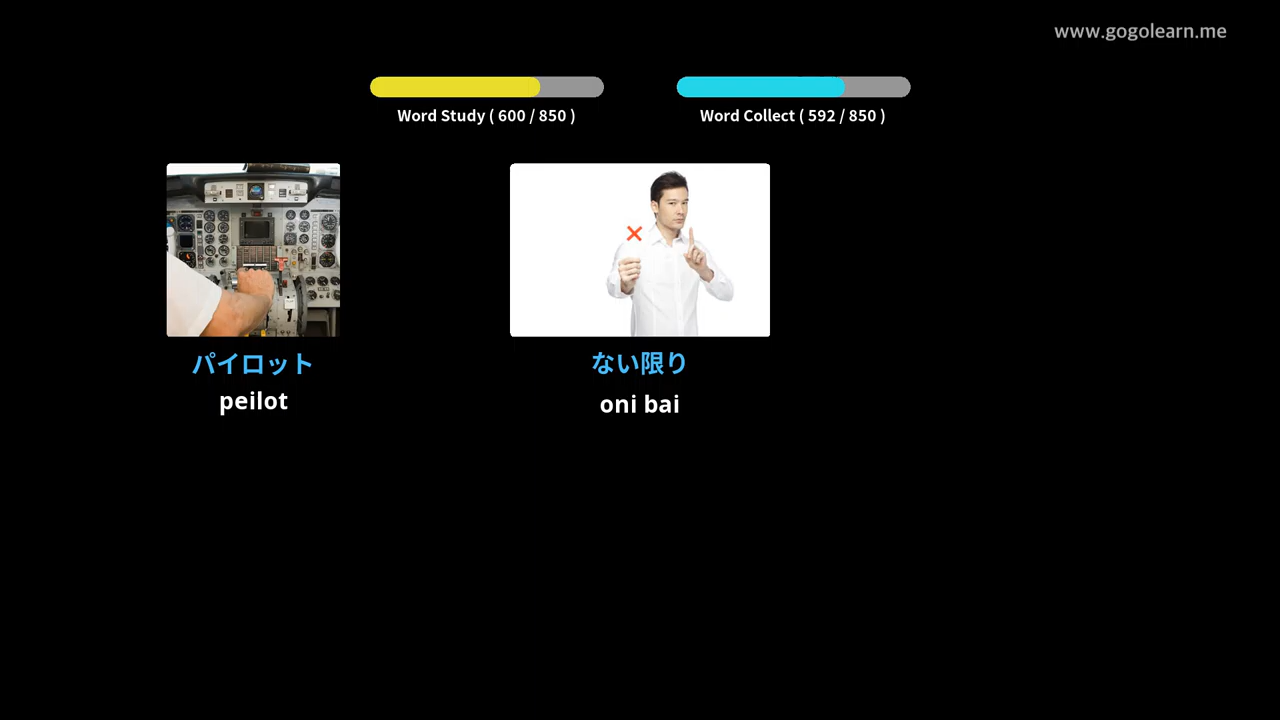 www.gogolearn.me
Word Study ( 600 / 850 )
Word Collect ( 592 / 850 )
パイロット
peilot
ない限り
oni bai